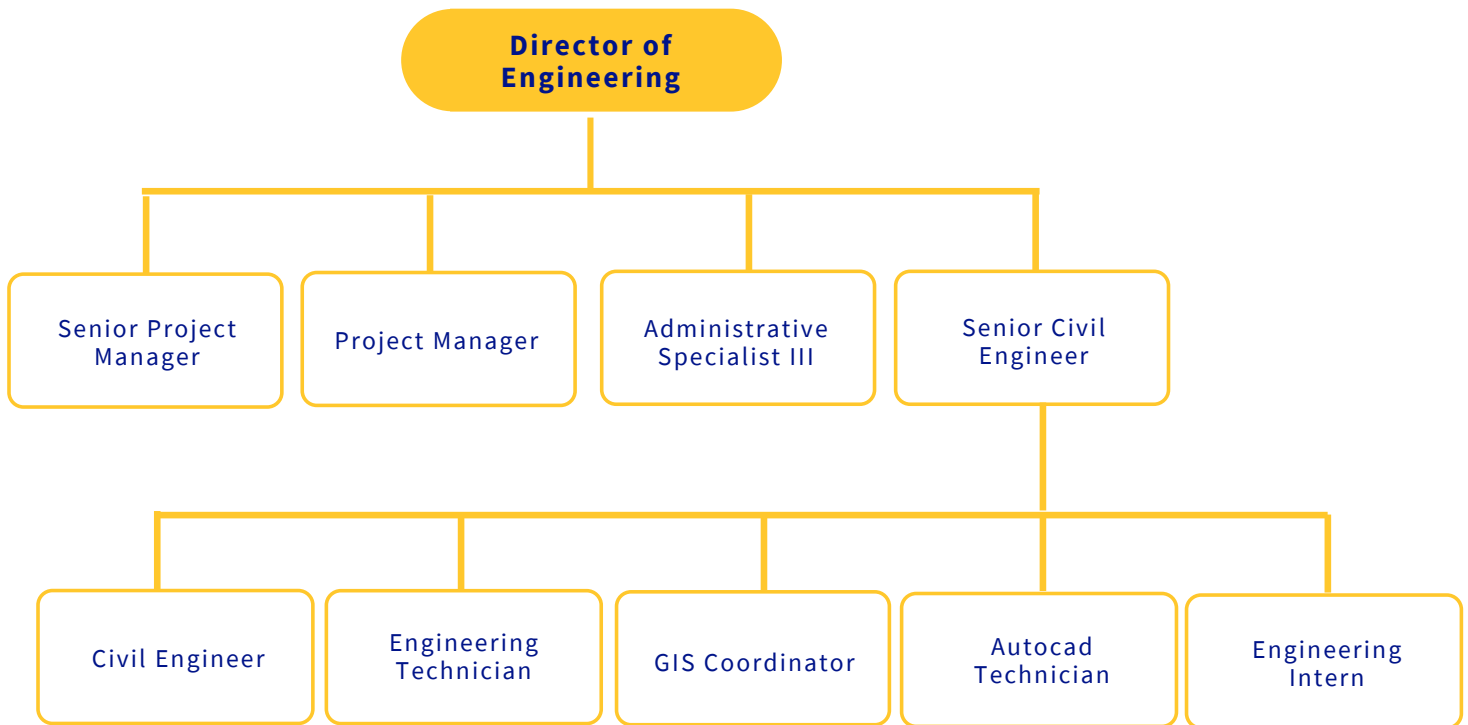 Director of
Engineering
Senior Project
Manager
Project Manager
Administrative
Specialist III
Senior Civil
Engineer
Civil Engineer
Engineering
Technician
GIS Coordinator
Autocad
Technician
Engineering
Intern